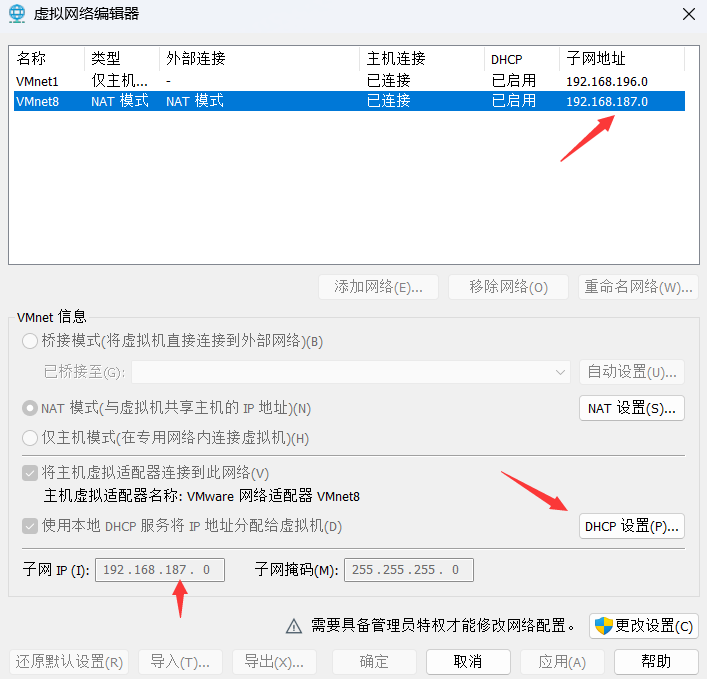 虚拟网络编辑器
名称 类型 外部连接 主机连接 DHCP 子网地址
VMnet1 仅主机... - 已连接 已启用 192.168.196.0
VMnet8 NAT 模式 NAT 模式 已连接 已启用 192.168.187.0
添加网络(E)... 移除网络(O) 重命名网络(W)...
VMnet 信息
桥接模式(将虚拟机直接连接到外部网络)(B)
已桥接至(G): 自动设置(U)...
NAT 模式(与虚拟机共享主机的 IP 地址)(N) NAT 设置(S)...
仅主机模式(在专用网络内连接虚拟机)(H)
将主机虚拟适配器连接到此网络(V)
主机虚拟适配器名称: VMware 网络适配器 VMnet8
使用本地 DHCP 服务将 IP 地址分配给虚拟机(D) DHCP 设置(P)...
子网 IP (I): 192 . 168 . 187 . 0 子网掩码(M): 255 . 255 . 255 . 0
需要具备管理员特权才能修改网络配置。 更改设置(C)
还原默认设置(R) 导入(T)... 导出(X)... 确定 取消 应用(A) 帮助